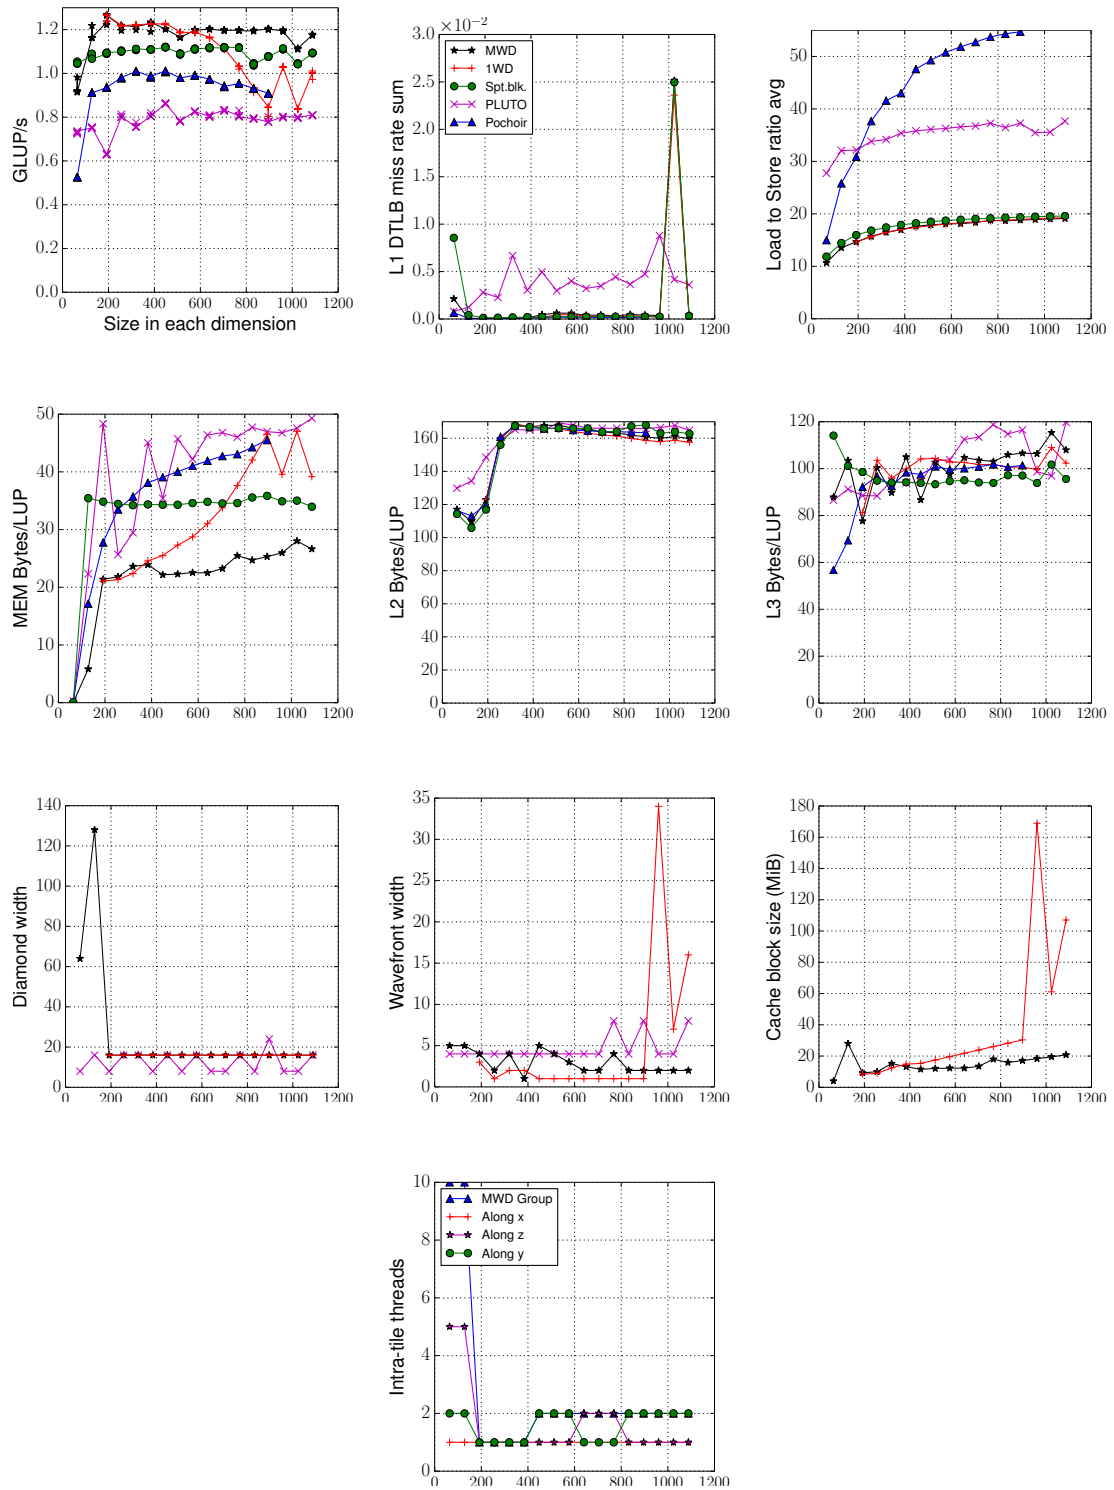 GLUP/s
1.2
1.0
0.8
0.6
0.4
0.2
0.0
0 200 400 600 800 1000 1200
Size in each dimension
×10⁻²
L1 DTLB miss rate sum
3.0
2.5
2.0
1.5
1.0
0.5
0.0
MWD
1WD
Spt.blk.
PLUTO
Pochoir
0 200 400 600 800 1000 1200
Load to Store ratio avg
50
40
30
20
10
0
0 200 400 600 800 1000 1200
MEM Bytes/LUP
50
40
30
20
10
0
0 200 400 600 800 1000 1200
L2 Bytes/LUP
160
140
120
100
80
60
40
20
0
0 200 400 600 800 1000 1200
L3 Bytes/LUP
120
100
80
60
40
20
0
0 200 400 600 800 1000 1200
Diamond width
140
120
100
80
60
40
20
0
0 200 400 600 800 1000 1200
Wavefront width
35
30
25
20
15
10
5
0
0 200 400 600 800 1000 1200
Cache block size (MiB)
180
160
140
120
100
80
60
40
20
0
0 200 400 600 800 1000 1200
Intra-tile threads
10
8
6
4
2
0
MWD Group
Along x
Along z
Along y
0 200 400 600 800 1000 1200